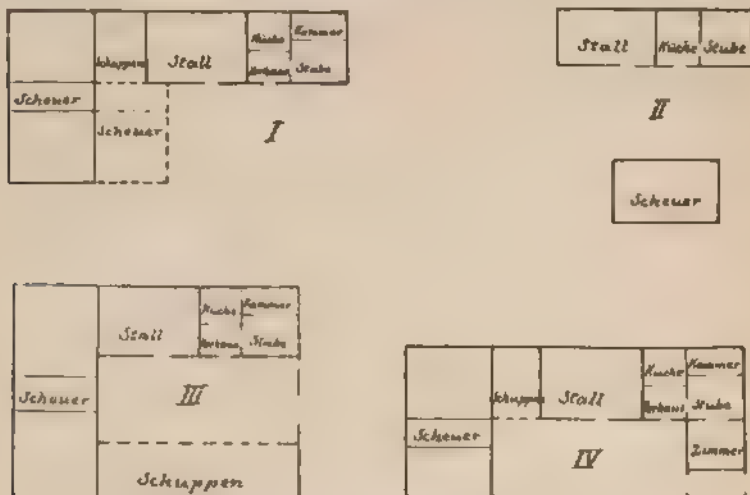 Küche Kammer
Schuppen Stall
Vorhaus Stube
Scheuer
Scheuer
I
Stall Küche Stube
II
Scheuer
Küche Kammer
Stall
Vorhaus Stube
Scheuer III
Schuppen
Küche Kammer
Schuppen Stall
Vorhaus Stube
Scheuer
Zimmer
IV